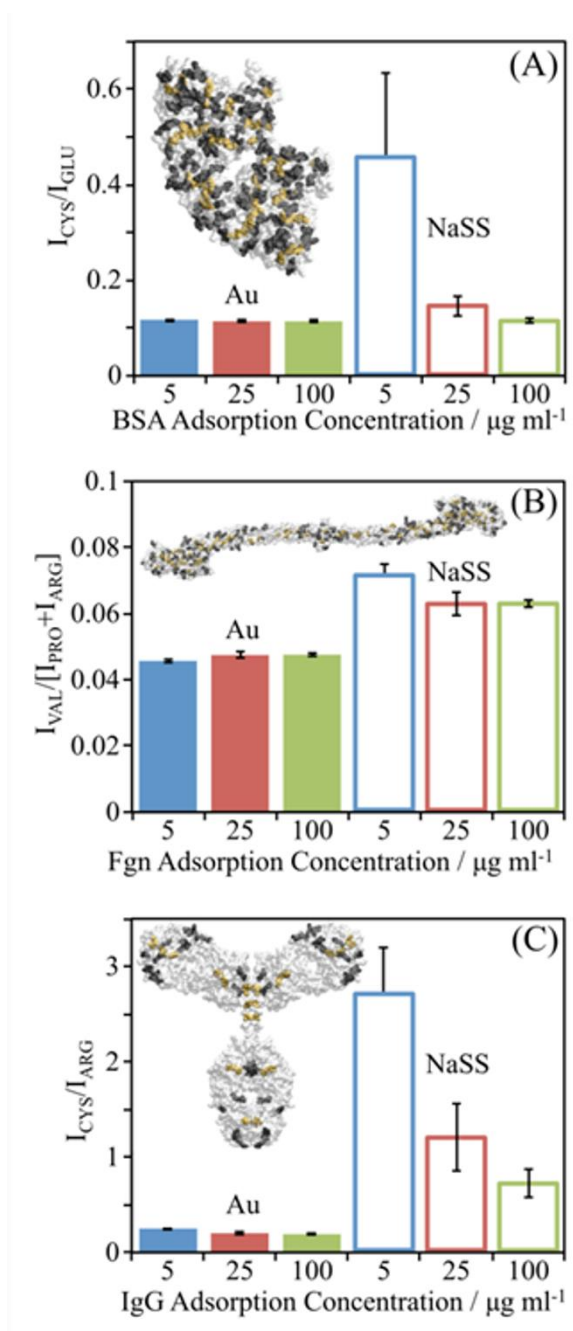 (A)
I_CYS/I_GLU
0.6
0.4
0.2
0
Au
NaSS
5 25 100 5 25 100
BSA Adsorption Concentration / μg ml⁻¹
(B)
I_VAL/[I_PRO+I_ARG]
0.1
0.08
0.06
0.04
0.02
0
Au
NaSS
5 25 100 5 25 100
Fgn Adsorption Concentration / μg ml⁻¹
(C)
I_CYS/I_ARG
3
2
1
0
Au
NaSS
5 25 100 5 25 100
IgG Adsorption Concentration / μg ml⁻¹